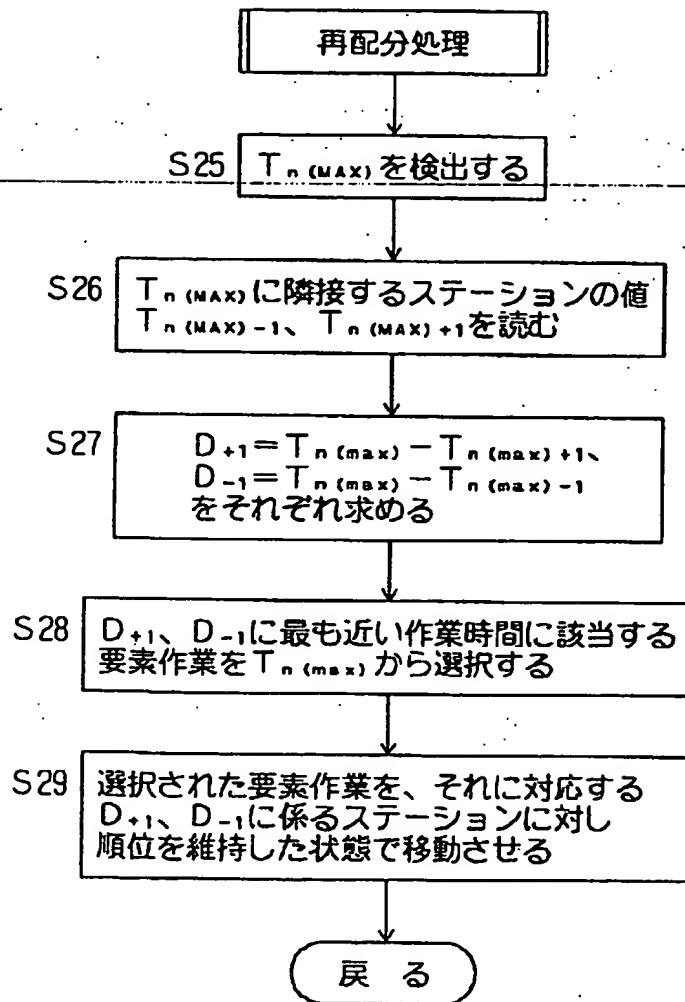 再配分処理
S25 Tn(MAX)を検出する
S26 Tn(MAX)に隣接するステーションの値
Tn(MAX)-1、Tn(MAX)+1を読む
S27 D+1=Tn(max)-Tn(max)+1、
D-1=Tn(max)-Tn(max)-1
をそれぞれ求める
S28 D+1、D-1に最も近い作業時間に該当する
要素作業をTn(max)から選択する
S29 選択された要素作業を、それに対応する
D+1、D-1に係るステーションに対し
順位を維持した状態で移動させる
戻る